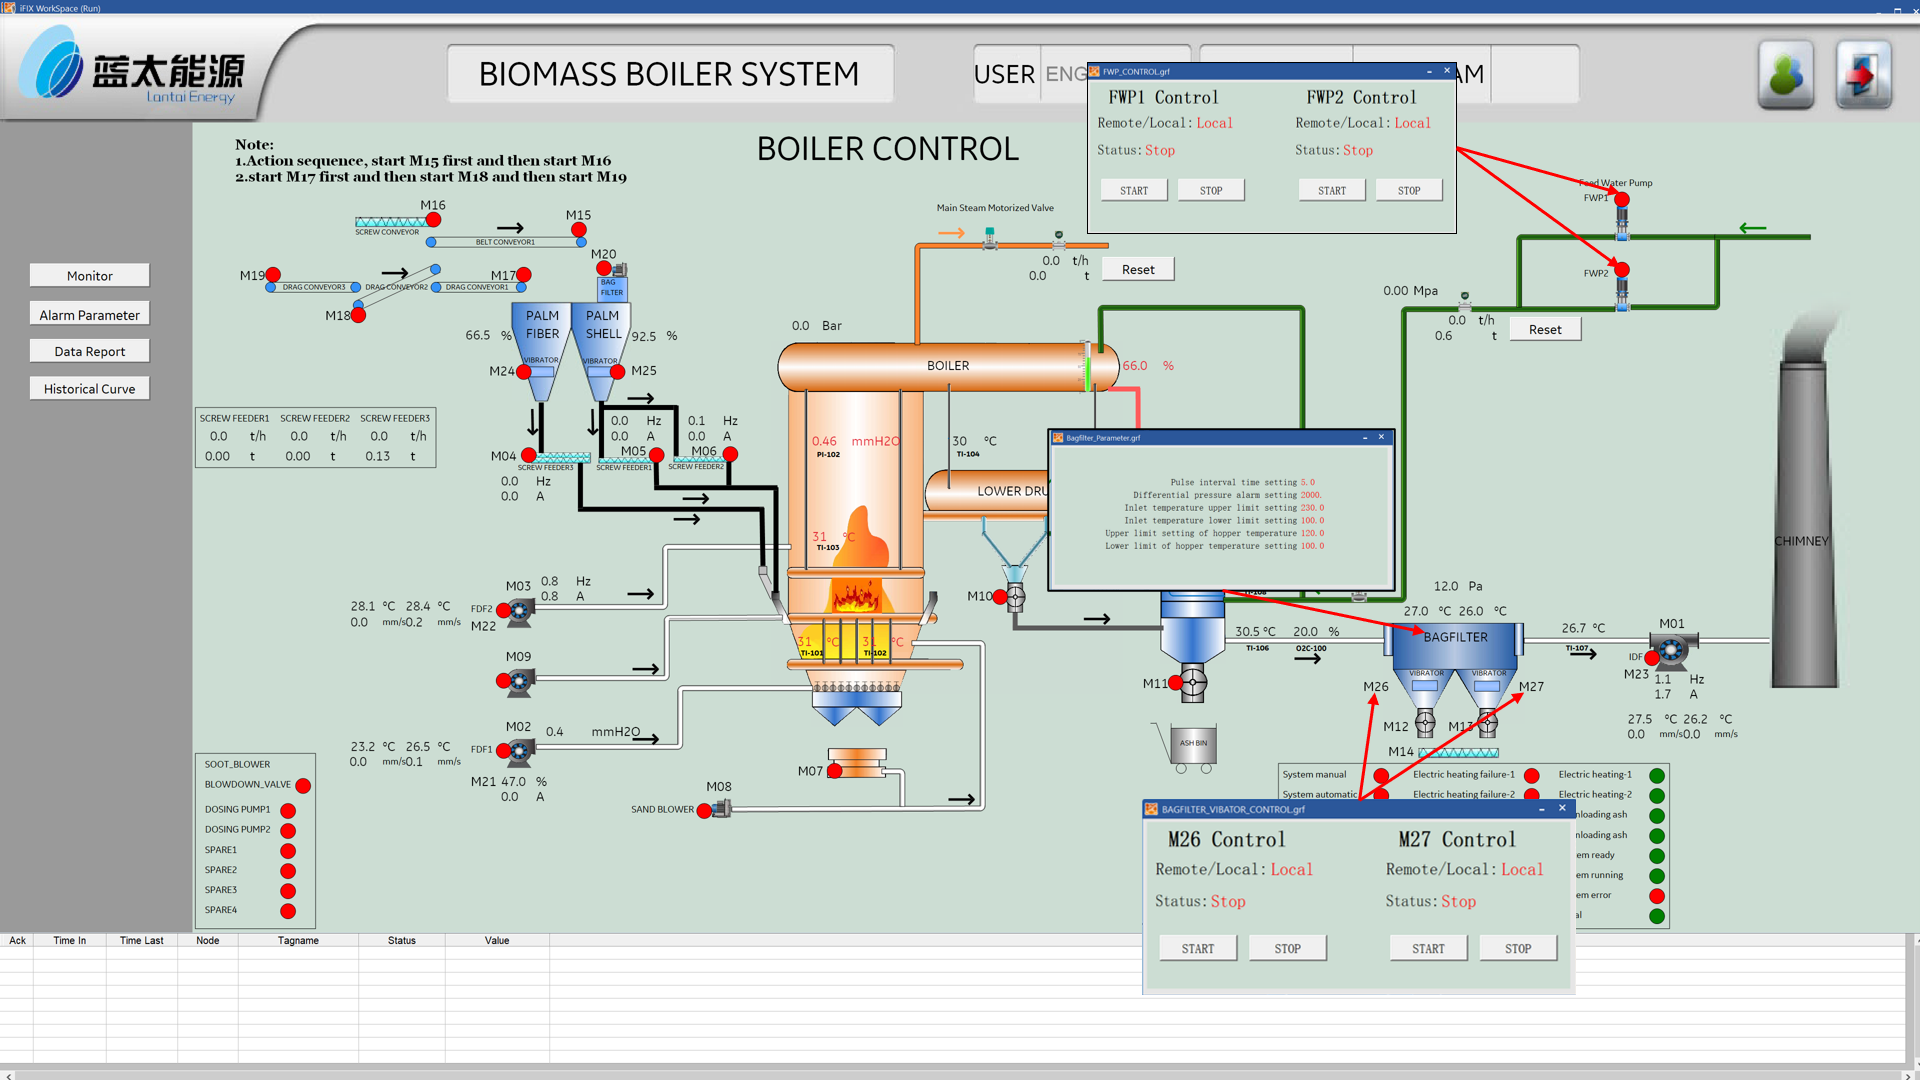 iFIX WorkSpace (Run)
蓝太能源
Lantai Energy
BIOMASS BOILER SYSTEM
USER
ENG
AM
FWP_CONTROL.grf
FWP1 Control
FWP2 Control
Remote/Local: Local
Remote/Local: Local
Status: Stop
Status: Stop
START
STOP
START
STOP
Note:
1.Action sequence, start M15 first and then start M16
2.start M17 first and then start M18 and then start M19
BOILER CONTROL
Monitor
Alarm Parameter
Data Report
Historical Curve
M16
SCREW CONVEYOR
M15
BELT CONVEYOR1
M20
BAG
FILTER
M19
DRAG CONVEYOR3
DRAG CONVEYOR2
M17
DRAG CONVEYOR1
M18
PALM
FIBER
PALM
SHELL
66.5 %
92.5 %
VIBRATOR
VIBRATOR
M24
M25
SCREW FEEDER1 SCREW FEEDER2 SCREW FEEDER3
0.0 t/h 0.0 t/h 0.0 t/h
0.00 t 0.00 t 0.13 t
0.0 Hz
0.0 A
0.1 Hz
0.0 A
M04
SCREW FEEDER3
M05
SCREW FEEDER1
M06
SCREW FEEDER2
0.0 Hz
0.0 A
Main Steam Motorized Valve
0.0 t/h
0.0 t
Reset
0.0 Bar
BOILER
66.0 %
Feed Water Pump
FWP1
FWP2
0.00 Mpa
0.0 t/h
0.6 t
Reset
0.46 mmH2O
PI-102
30 °C
TI-104
LOWER DRU
31 °C
TI-103
31 °C
TI-101
31 °C
TI-102
Bagfilter_Parameter.grf
Pulse interval time setting 5.0
Differential pressure alarm setting 2000.
Inlet temperature upper limit setting 230.0
Inlet temperature lower limit setting 100.0
Upper limit setting of hopper temperature 120.0
Lower limit of hopper temperature setting 100.0
CHIMNEY
M03
0.8 Hz
0.8 A
28.1 °C 28.4 °C
0.0 mm/s 0.2 mm/s
FDF2
M22
M09
M02
0.4 mmH2O
23.2 °C 26.5 °C
0.0 mm/s 0.1 mm/s
FDF1
M21 47.0 %
0.0 A
M10
M11
30.5 °C
TI-106
20.0 %
O2C-100
12.0 Pa
27.0 °C 26.0 °C
BAGFILTER
VIBRATOR
VIBRATOR
M26
M27
M12
M13
M14
26.7 °C
TI-107
M01
IDF
M23
1.1 Hz
1.7 A
27.5 °C 26.2 °C
0.0 mm/s 0.0 mm/s
ASH BIN
M07
M08
SAND BLOWER
SOOT_BLOWER
BLOWDOWN_VALVE
DOSING PUMP1
DOSING PUMP2
SPARE1
SPARE2
SPARE3
SPARE4
System manual
Electric heating failure-1
Electric heating-1
System automatic
Electric heating failure-2
Electric heating-2
nloading ash
nloading ash
em ready
em running
em error
al
BAGFILTER_VIBATOR_CONTROL.grf
M26 Control
M27 Control
Remote/Local: Local
Remote/Local: Local
Status: Stop
Status: Stop
START
STOP
START
STOP
Ack Time In Time Last Node Tagname Status Value